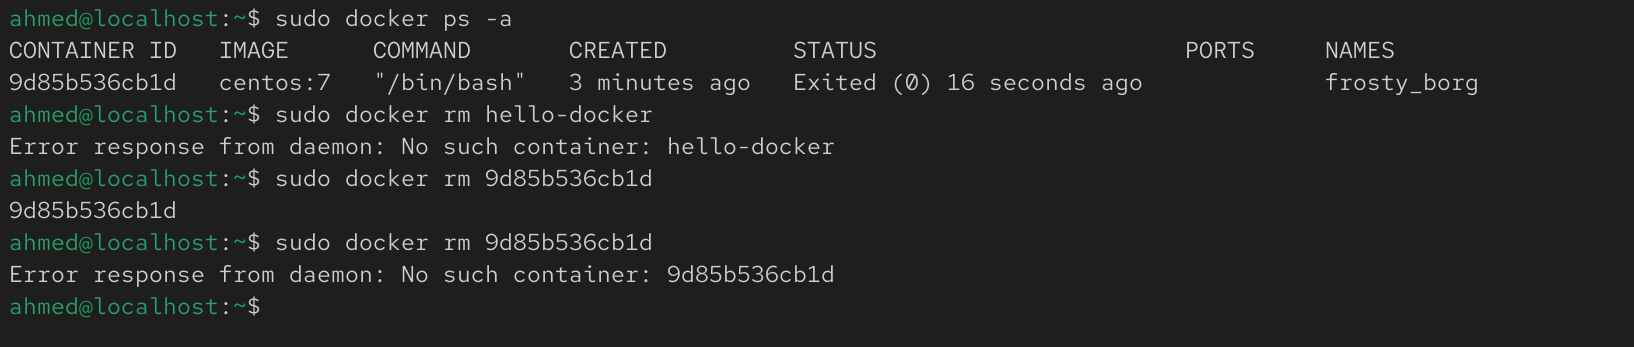 ahmed@localhost:~$ sudo docker ps -a
CONTAINER ID   IMAGE      COMMAND       CREATED         STATUS                      PORTS     NAMES
9d85b536cb1d   centos:7   "/bin/bash"   3 minutes ago   Exited (0) 16 seconds ago             frosty_borg
ahmed@localhost:~$ sudo docker rm hello-docker
Error response from daemon: No such container: hello-docker
ahmed@localhost:~$ sudo docker rm 9d85b536cb1d
9d85b536cb1d
ahmed@localhost:~$ sudo docker rm 9d85b536cb1d
Error response from daemon: No such container: 9d85b536cb1d
ahmed@localhost:~$